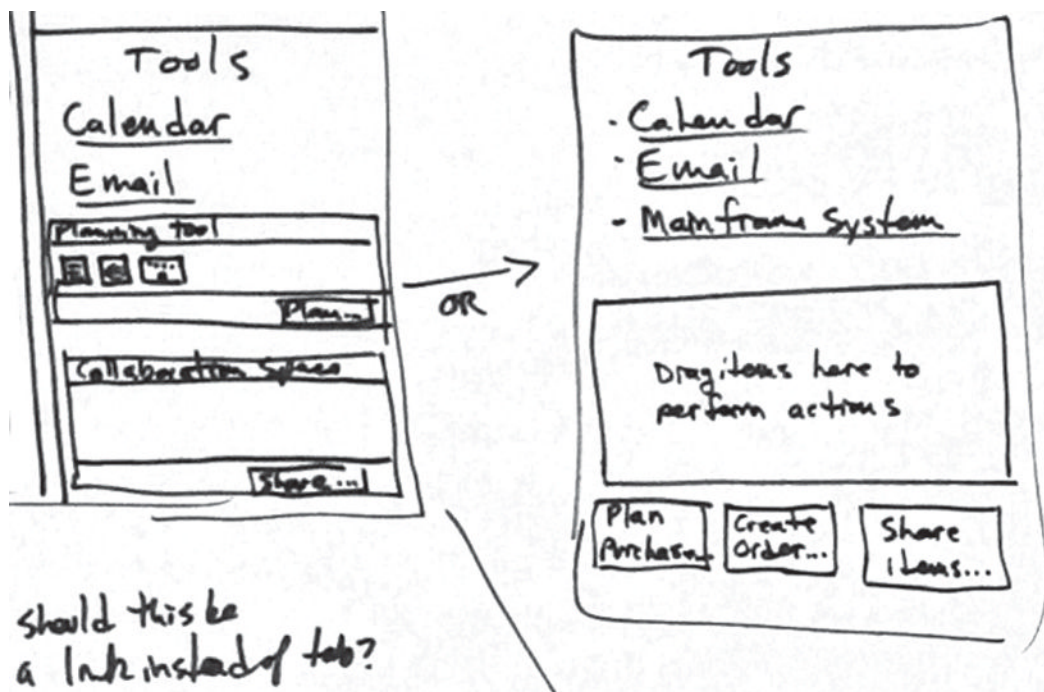 Tools
Calendar
Email
Planning tool
Plan...
Collaboration Space
Share...
OR
should this be
a link instead of tab?
Tools
- Calendar
- Email
- Mainframe System
Drag items here to
perform actions
Plan
Purchase...
Create
Order...
Share
items...